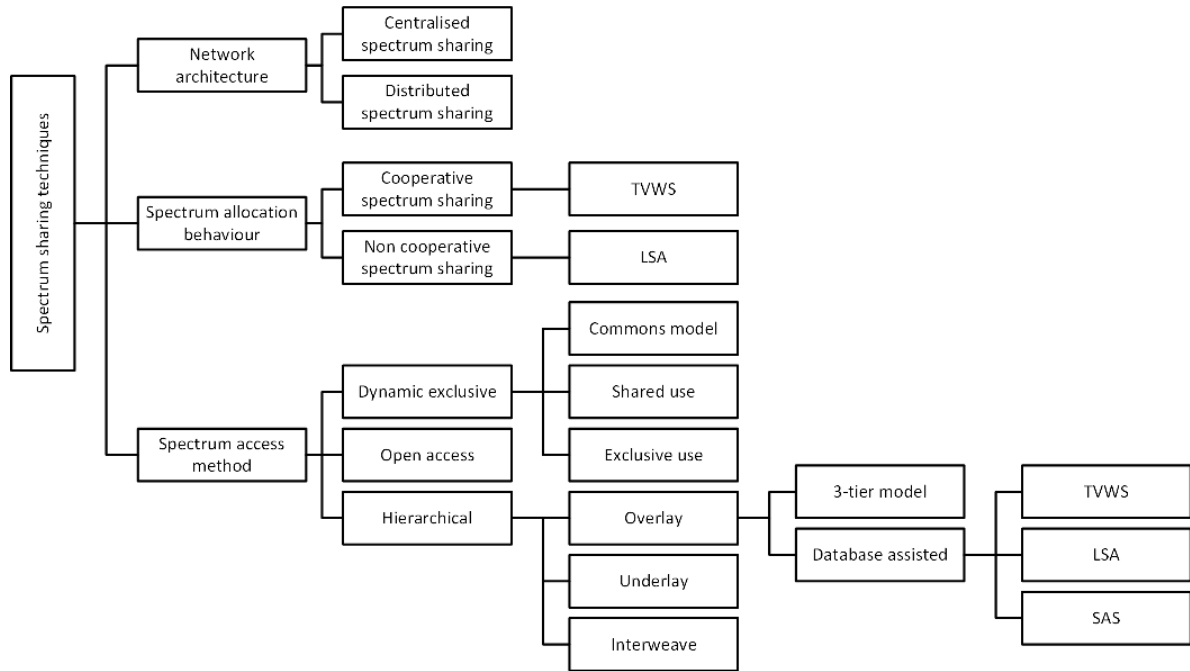 Spectrum sharing techniques
Network
architecture
Centralised
spectrum sharing
Distributed
spectrum sharing
Spectrum allocation
behaviour
Cooperative
spectrum sharing
TVWS
Non cooperative
spectrum sharing
LSA
Spectrum access
method
Dynamic exclusive
Commons model
Shared use
Exclusive use
Open access
Hierarchical
Overlay
3-tier model
Database assisted
TVWS
LSA
SAS
Underlay
Interweave